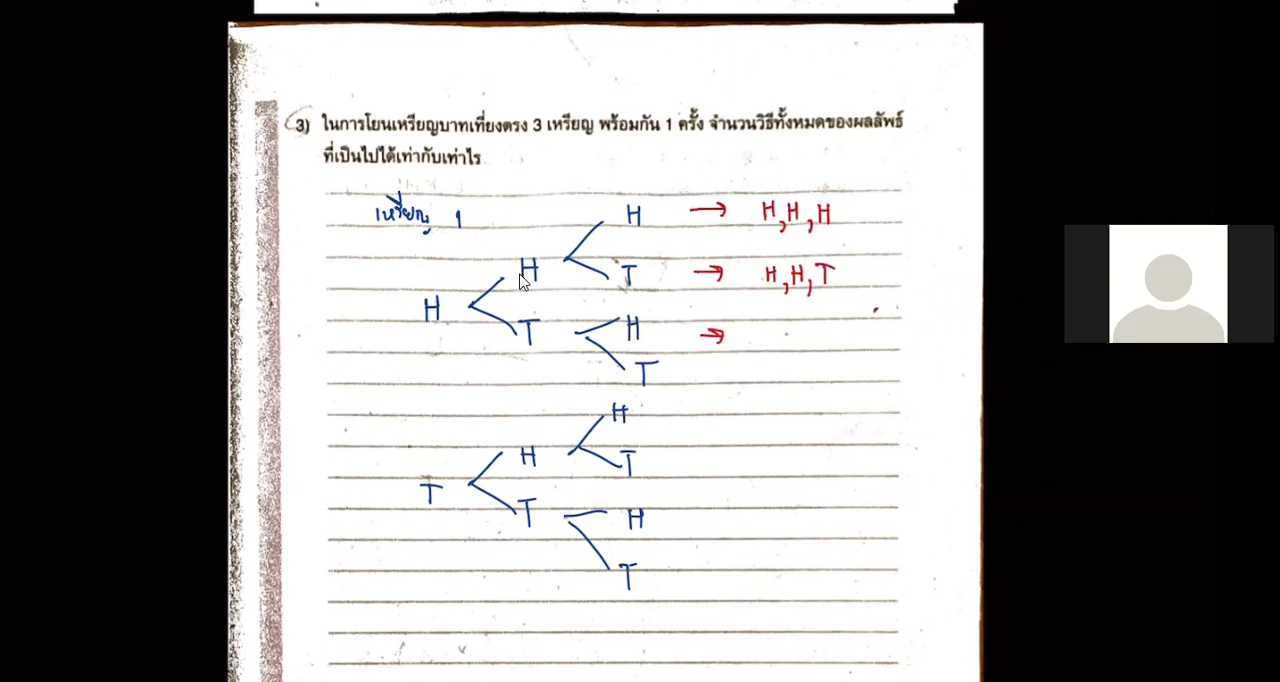 3) ในการโยนเหรียญบาทเที่ยงตรง 3 เหรียญ พร้อมกัน 1 ครั้ง จำนวนวิธีทั้งหมดของผลลัพธ์
ที่เป็นไปได้เท่ากับเท่าไร
เหรียญ 1
H → H, H, H
H
T → H, H, T
H
T
H →
T
H
H
T
T
T
H
T